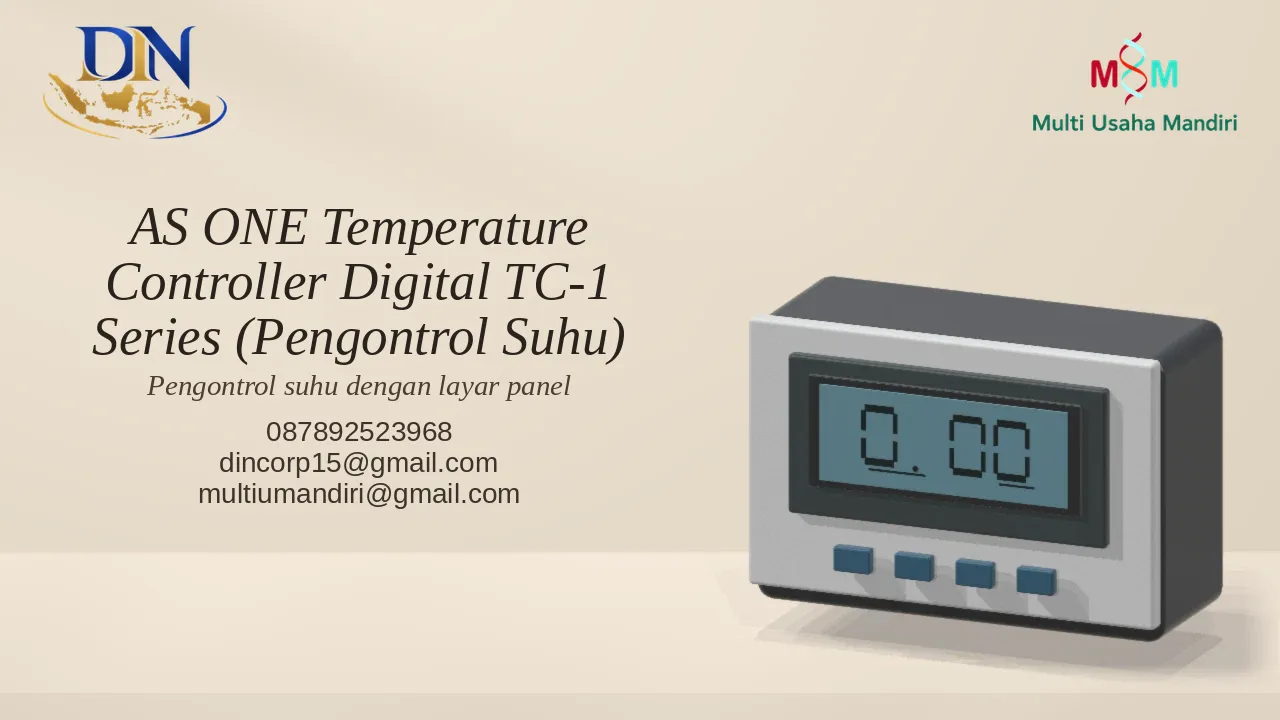 DIN
MSM
Multi Usaha Mandiri
AS ONE Temperature
Controller Digital TC-1
Series (Pengontrol Suhu)
Pengontrol suhu dengan layar panel
087892523968
dincorp15@gmail.com
multiumandiri@gmail.com
0.00